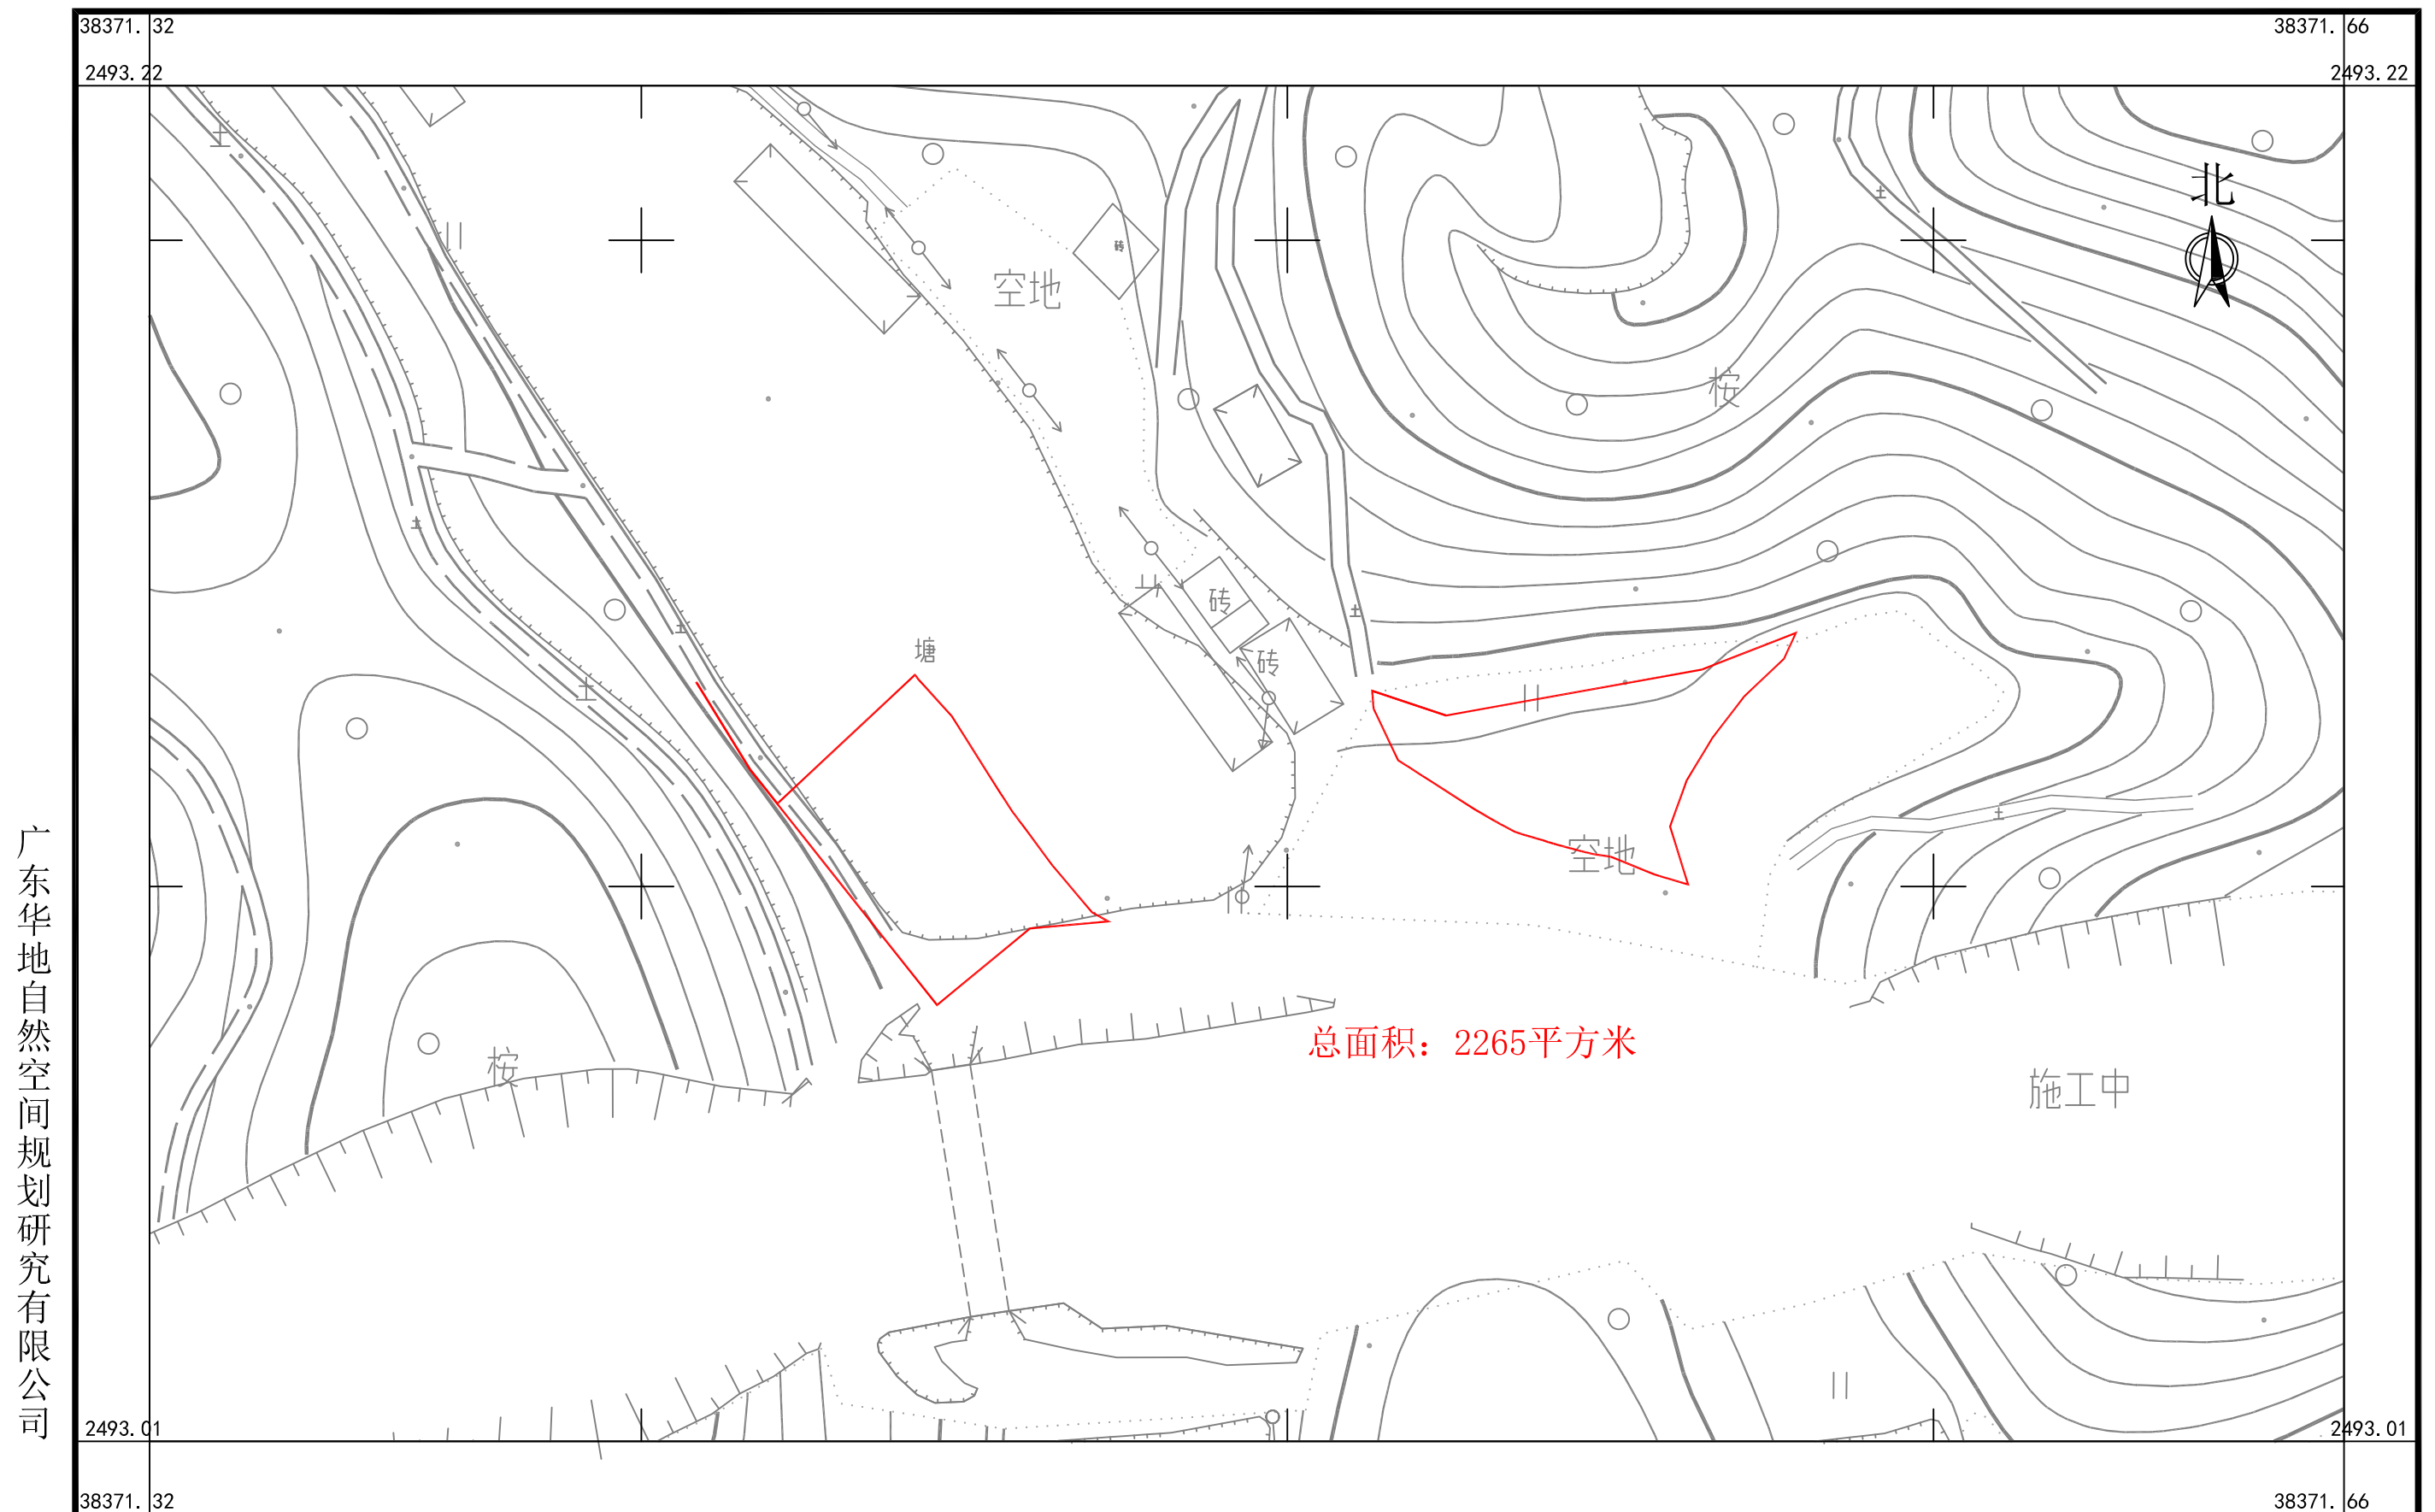 38371. 32
38371. 66
2493. 22
2493. 22
北
砖
空地
桉
砖
塘
砖
空地
广东华地自然空间规划研究有限公司
总面积：2265平方米
桉
施工中
2493. 01
2493. 01
38371. 32
38371. 66